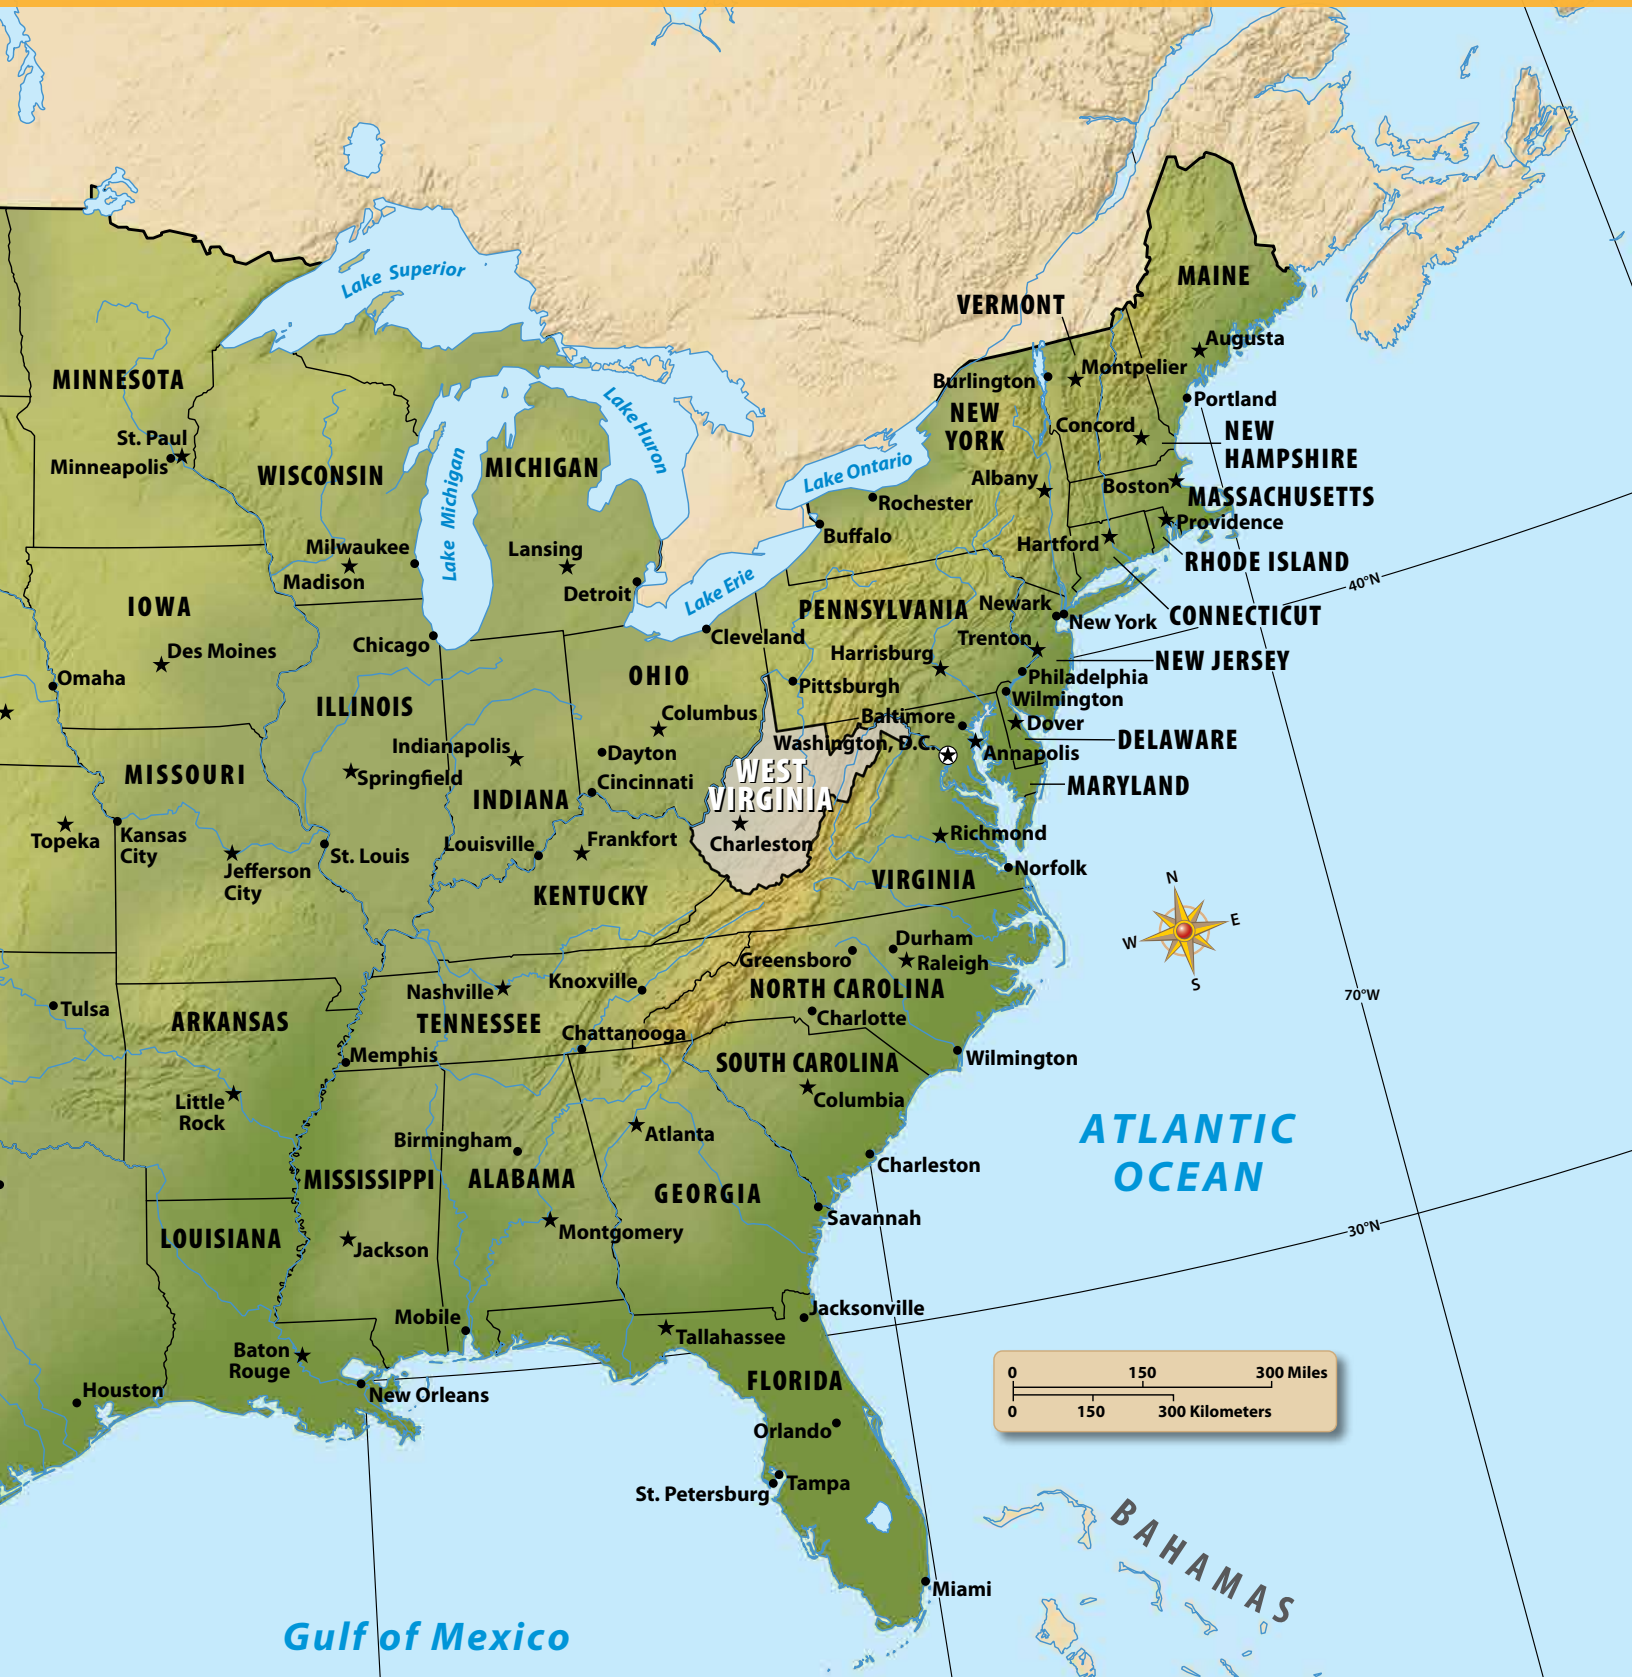 Lake Superior
MAINE
VERMONT
Augusta
MINNESOTA
Montpelier
Burlington
Lake Huron
Portland
NEW
YORK
Concord
NEW
HAMPSHIRE
St. Paul
Minneapolis
WISCONSIN
MICHIGAN
Lake Michigan
Lake Ontario
Albany
Boston
MASSACHUSETTS
Rochester
Providence
Buffalo
Hartford
Milwaukee
Lansing
Madison
Detroit
Lake Erie
RHODE ISLAND
40°N
IOWA
PENNSYLVANIA
Newark
New York
CONNECTICUT
Chicago
Cleveland
Trenton
Des Moines
Harrisburg
NEW JERSEY
Omaha
OHIO
Pittsburgh
Philadelphia
Wilmington
ILLINOIS
Columbus
Baltimore
Dover
Indianapolis
Dayton
Washington, D.C.
Annapolis
DELAWARE
MISSOURI
Springfield
Cincinnati
WEST
VIRGINIA
MARYLAND
INDIANA
Topeka
Kansas
City
Louisville
Frankfort
Charleston
Richmond
St. Louis
Jefferson
City
Norfolk
KENTUCKY
VIRGINIA
N
E
W
S
Durham
Greensboro
Raleigh
Knoxville
Nashville
NORTH CAROLINA
70°W
Tulsa
ARKANSAS
TENNESSEE
Charlotte
Chattanooga
Memphis
SOUTH CAROLINA
Wilmington
Little
Rock
Columbia
Birmingham
Atlanta
ATLANTIC
OCEAN
Charleston
MISSISSIPPI
ALABAMA
GEORGIA
Savannah
LOUISIANA
Montgomery
30°N
Jackson
Mobile
Jacksonville
Baton
Rouge
Tallahassee
FLORIDA
0 150 300 Miles
0 150 300 Kilometers
Houston
New Orleans
Orlando
Tampa
St. Petersburg
BAHAMAS
Miami
Gulf of Mexico